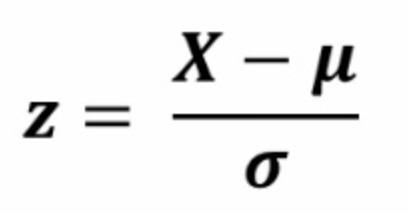 z = (X − μ) / σ